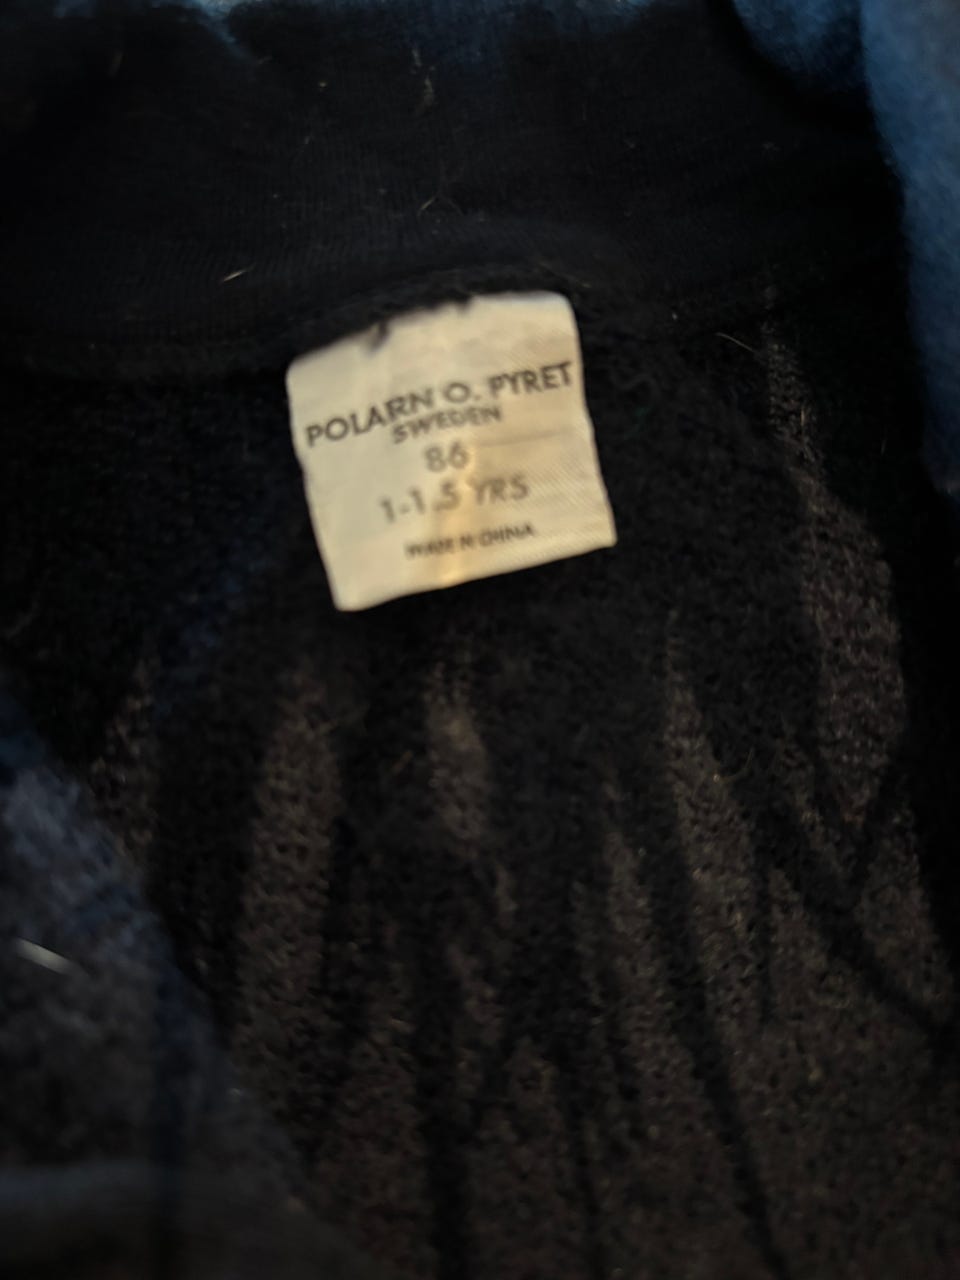 POLARN O. PYRET
SWEDEN
86
1-1,5 YRS
MADE IN CHINA